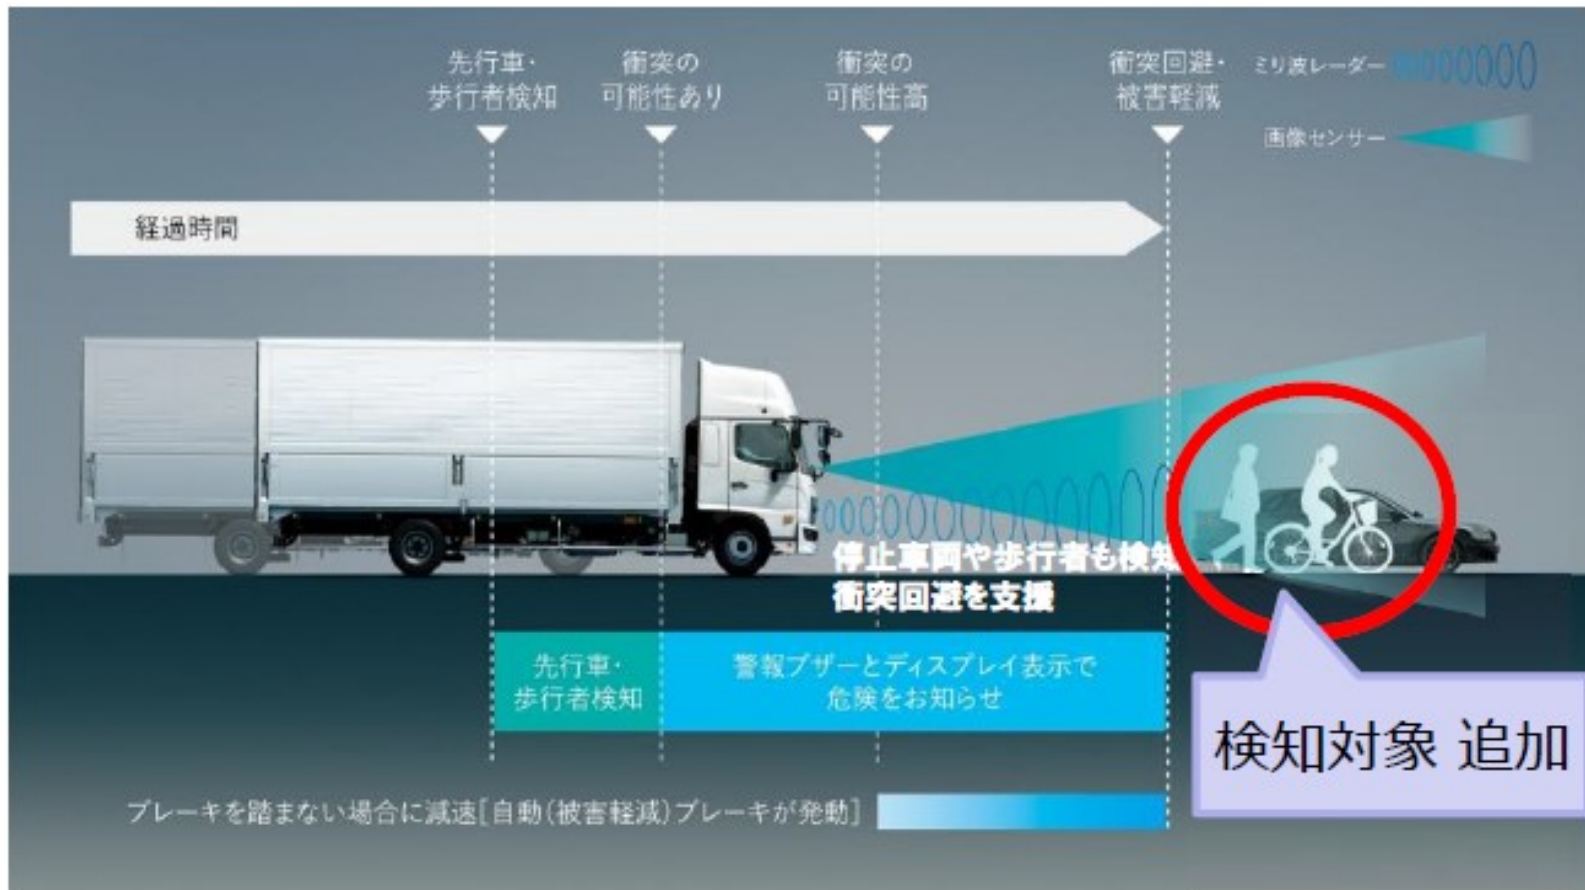 先行車・
歩行者検知
衝突の
可能性あり
衝突の
可能性高
衝突回避・
被害軽減
ミリ波レーダー
画像センサー
経過時間
停止車両や歩行者も検知
衝突回避を支援
先行車・
歩行者検知
警報ブザーとディスプレイ表示で
危険をお知らせ
検知対象 追加
ブレーキを踏まない場合に減速[自動(被害軽減)ブレーキが発動]